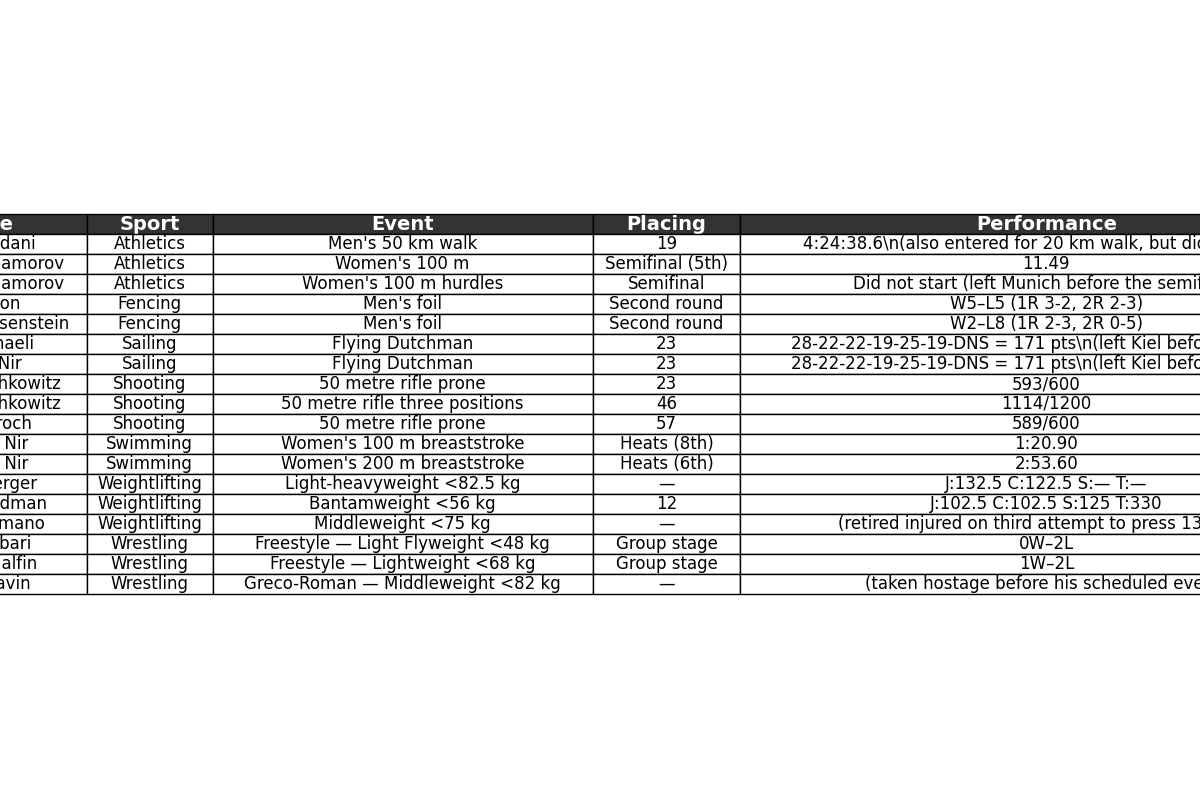 e Sport Event Placing Performance
dani Athletics Men's 50 km walk 19 4:24:38.6\n(also entered for 20 km walk, but did
amorov Athletics Women's 100 m Semifinal (5th) 11.49
amorov Athletics Women's 100 m hurdles Semifinal Did not start (left Munich before the semif
on Fencing Men's foil Second round W5–L5 (1R 3-2, 2R 2-3)
senstein Fencing Men's foil Second round W2–L8 (1R 2-3, 2R 0-5)
aeli Sailing Flying Dutchman 23 28-22-22-19-25-19-DNS = 171 pts\n(left Kiel befo
Nir Sailing Flying Dutchman 23 28-22-22-19-25-19-DNS = 171 pts\n(left Kiel befo
hkowitz Shooting 50 metre rifle prone 23 593/600
hkowitz Shooting 50 metre rifle three positions 46 1114/1200
roch Shooting 50 metre rifle prone 57 589/600
Nir Swimming Women's 100 m breaststroke Heats (8th) 1:20.90
Nir Swimming Women's 200 m breaststroke Heats (6th) 2:53.60
erger Weightlifting Light-heavyweight <82.5 kg — J:132.5 C:122.5 S:— T:—
dman Weightlifting Bantamweight <56 kg 12 J:102.5 C:102.5 S:125 T:330
mano Weightlifting Middleweight <75 kg — (retired injured on third attempt to press 13
bari Wrestling Freestyle — Light Flyweight <48 kg Group stage 0W–2L
alfin Wrestling Freestyle — Lightweight <68 kg Group stage 1W–2L
avin Wrestling Greco-Roman — Middleweight <82 kg — (taken hostage before his scheduled eve